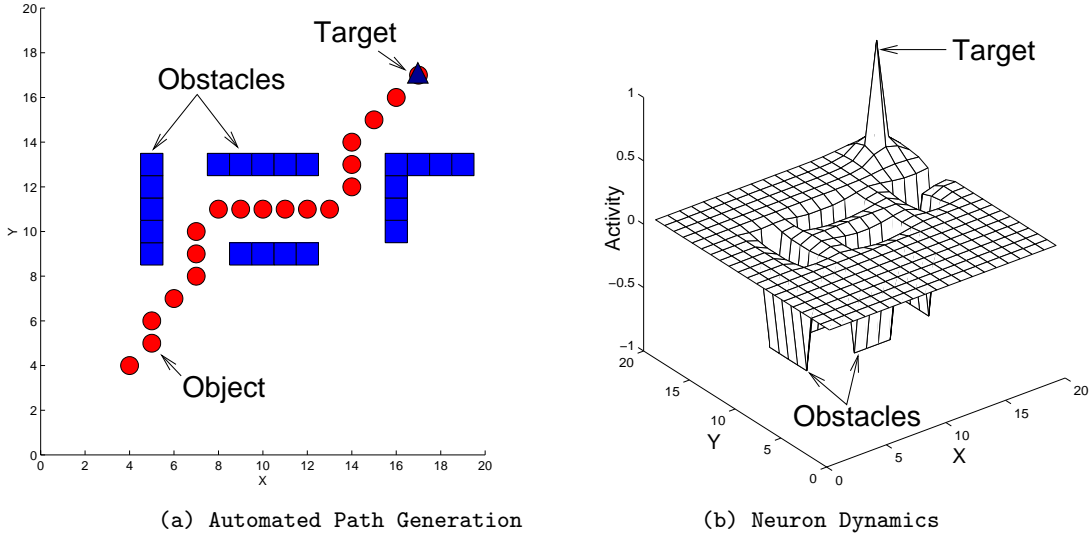 20
18
16
14
12
10
8
6
4
2
0
Y
0 2 4 6 8 10 12 14 16 18 20
X
Target
Obstacles
Object
(a) Automated Path Generation
Target
1
0.5
0
−0.5
−1
Activity
20
15
10
5
0
Y
0
5
10
15
20
X
Obstacles
(b) Neuron Dynamics